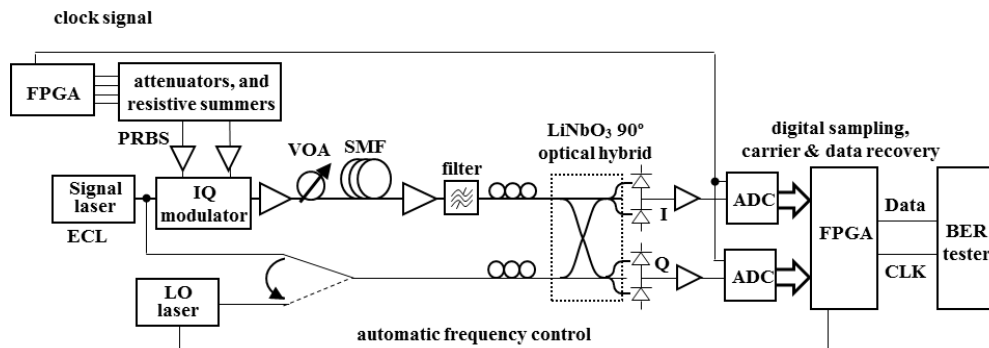 clock signal
FPGA
attenuators, and
resistive summers
PRBS
Signal
laser
ECL
IQ
modulator
VOA
SMF
filter
LiNbO₃ 90º
optical hybrid
I
Q
digital sampling,
carrier & data recovery
ADC
ADC
FPGA
Data
CLK
BER
tester
LO
laser
automatic frequency control